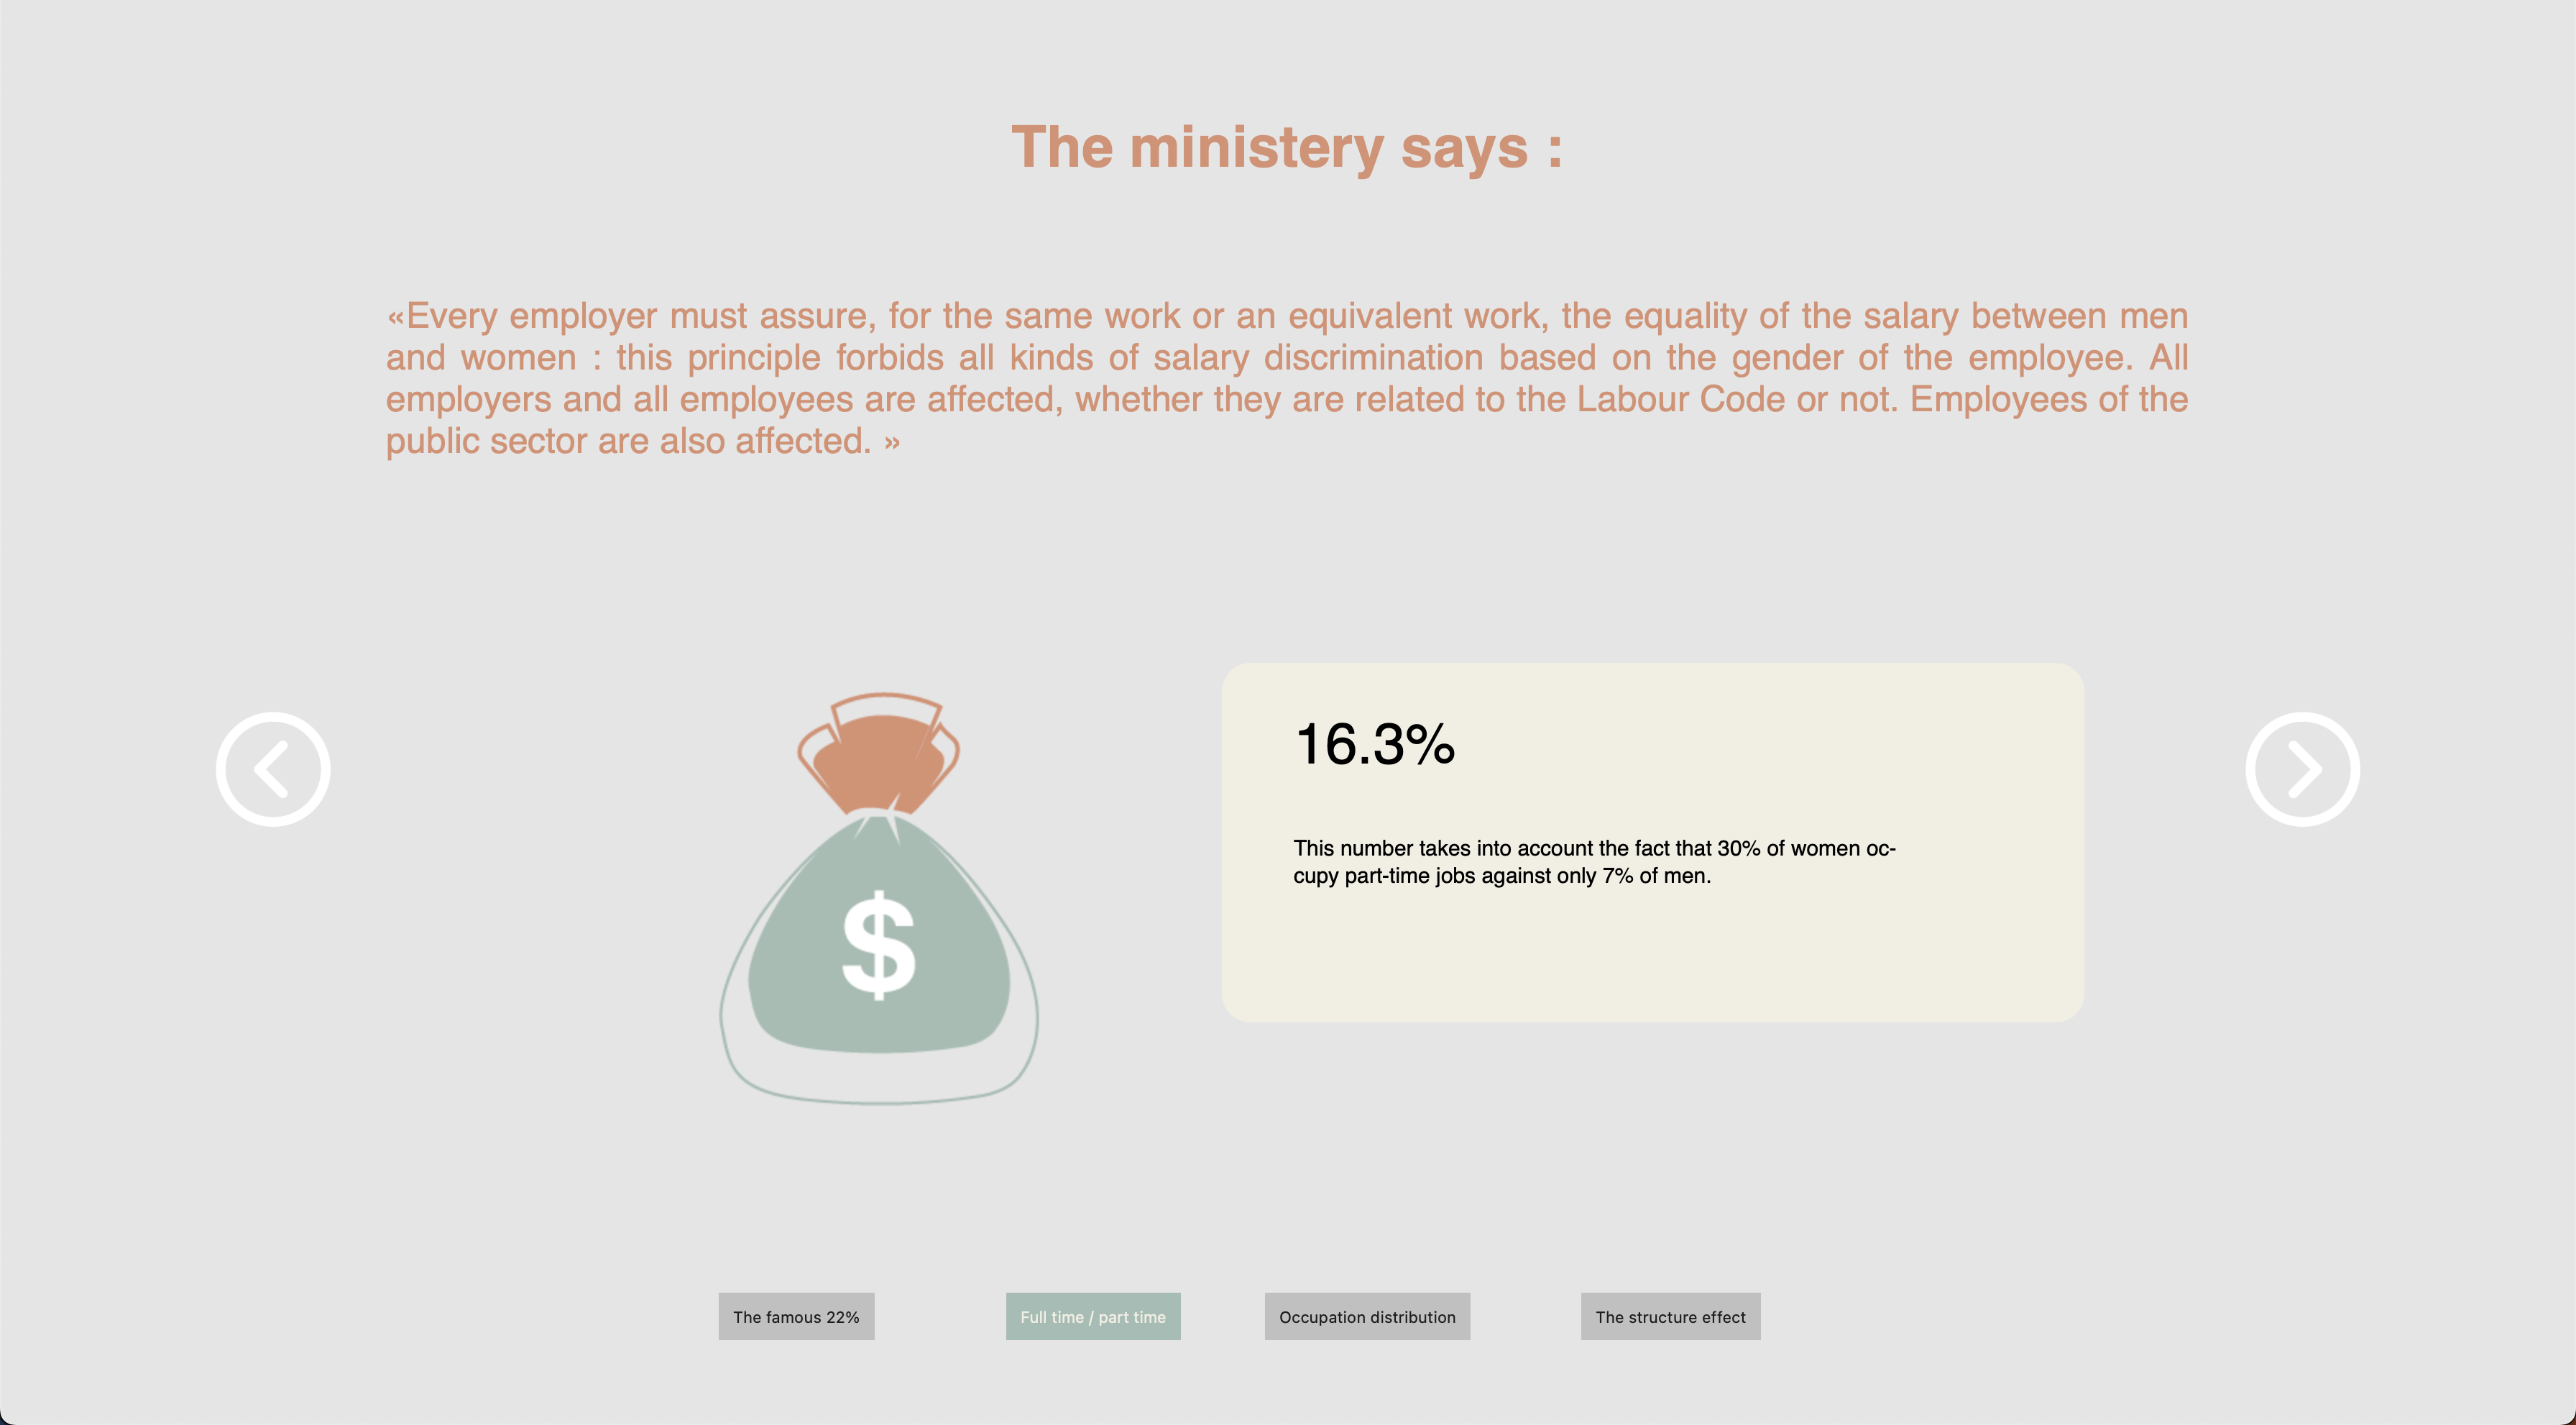 The ministery says :
«Every employer must assure, for the same work or an equivalent work, the equality of the salary between men
and women : this principle forbids all kinds of salary discrimination based on the gender of the employee. All
employers and all employees are affected, whether they are related to the Labour Code or not. Employees of the
public sector are also affected. »
$
16.3%
This number takes into account the fact that 30% of women oc-
cupy part-time jobs against only 7% of men.
The famous 22%
Full time / part time
Occupation distribution
The structure effect